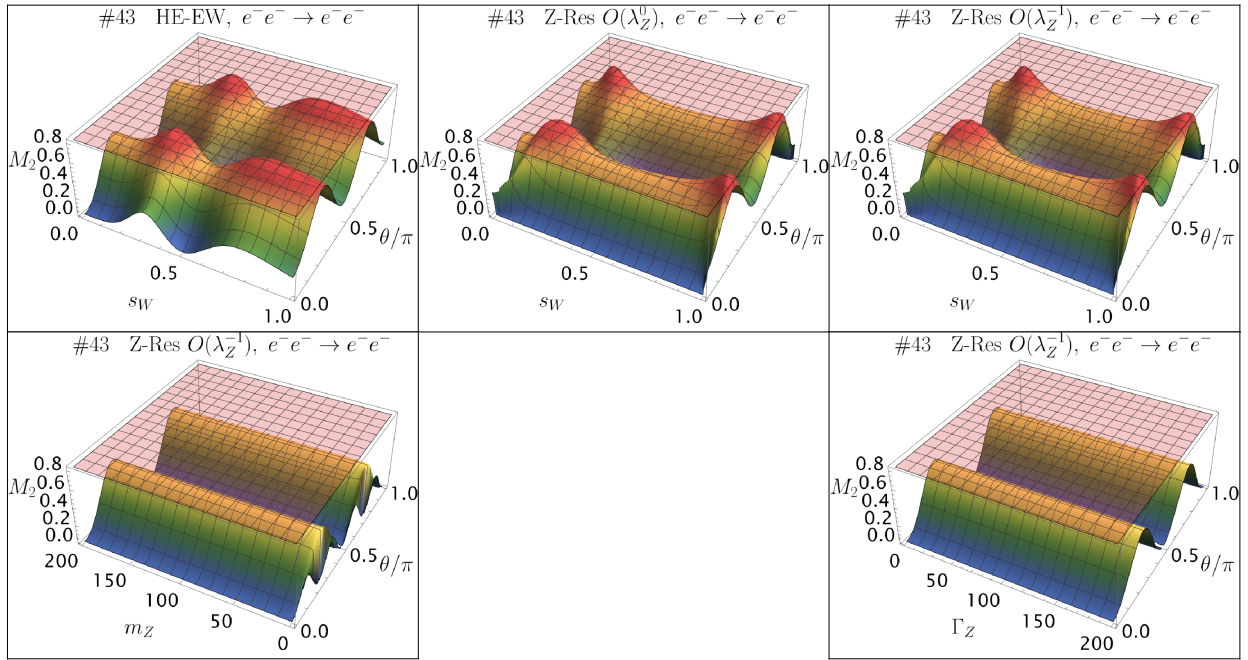 #43 HE-EW, e⁻e⁻ → e⁻e⁻
0.8
M₂ 0.6
0.4
0.2
0.0
0.0
0.5
1.0
s_W
0.0
0.5
1.0
θ/π
#43 Z-Res O(λ_Z^0), e⁻e⁻ → e⁻e⁻
0.8
M₂ 0.6
0.4
0.2
0.0
0.0
0.5
1.0
s_W
0.0
0.5
1.0
θ/π
#43 Z-Res O(λ_Z^{-1}), e⁻e⁻ → e⁻e⁻
0.8
M₂ 0.6
0.4
0.2
0.0
0.0
0.5
1.0
s_W
0.0
0.5
1.0
θ/π
#43 Z-Res O(λ_Z^{-1}), e⁻e⁻ → e⁻e⁻
0.8
M₂ 0.6
0.4
0.2
0.0
200
150
100
50
0
m_Z
0.0
0.5
1.0
θ/π
#43 Z-Res O(λ_Z^{-1}), e⁻e⁻ → e⁻e⁻
0.8
M₂ 0.6
0.4
0.2
0.0
0
50
100
150
200
Γ_Z
0.0
0.5
1.0
θ/π